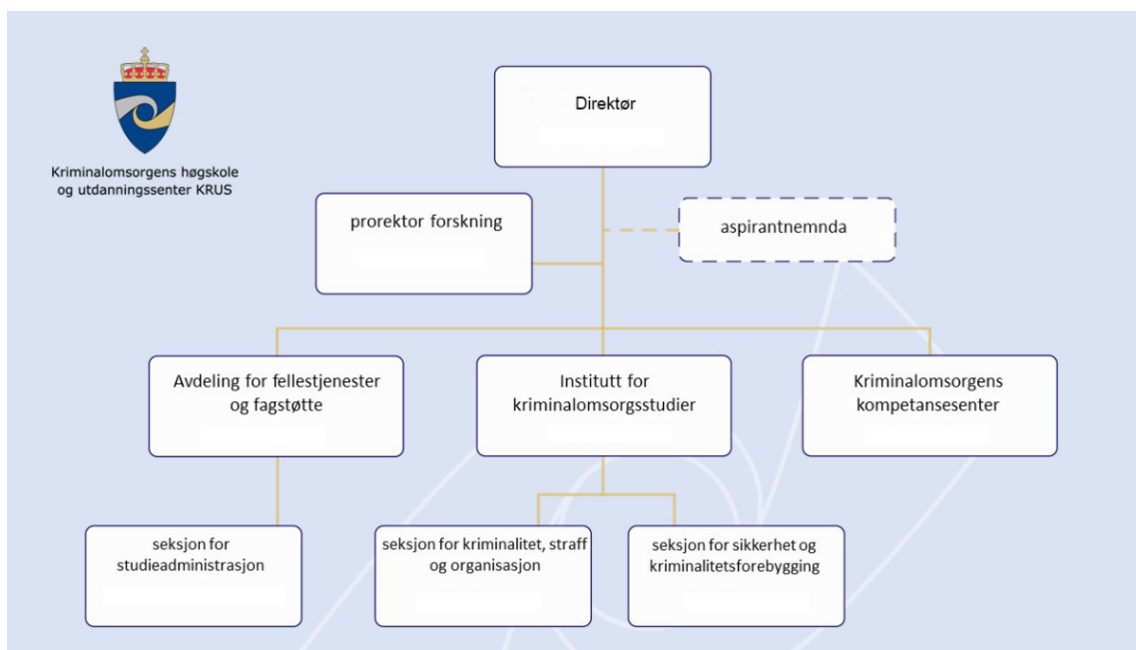 Kriminalomsorgens høgskole
og utdanningssenter KRUS
Direktør
prorektor forskning
aspirantnemnda
Avdeling for fellestjenester
og fagstøtte
Institutt for
kriminalomsorgsstudier
Kriminalomsorgens
kompetansesenter
seksjon for
studieadministrasjon
seksjon for kriminalitet, straff
og organisasjon
seksjon for sikkerhet og
kriminalitetsforebygging